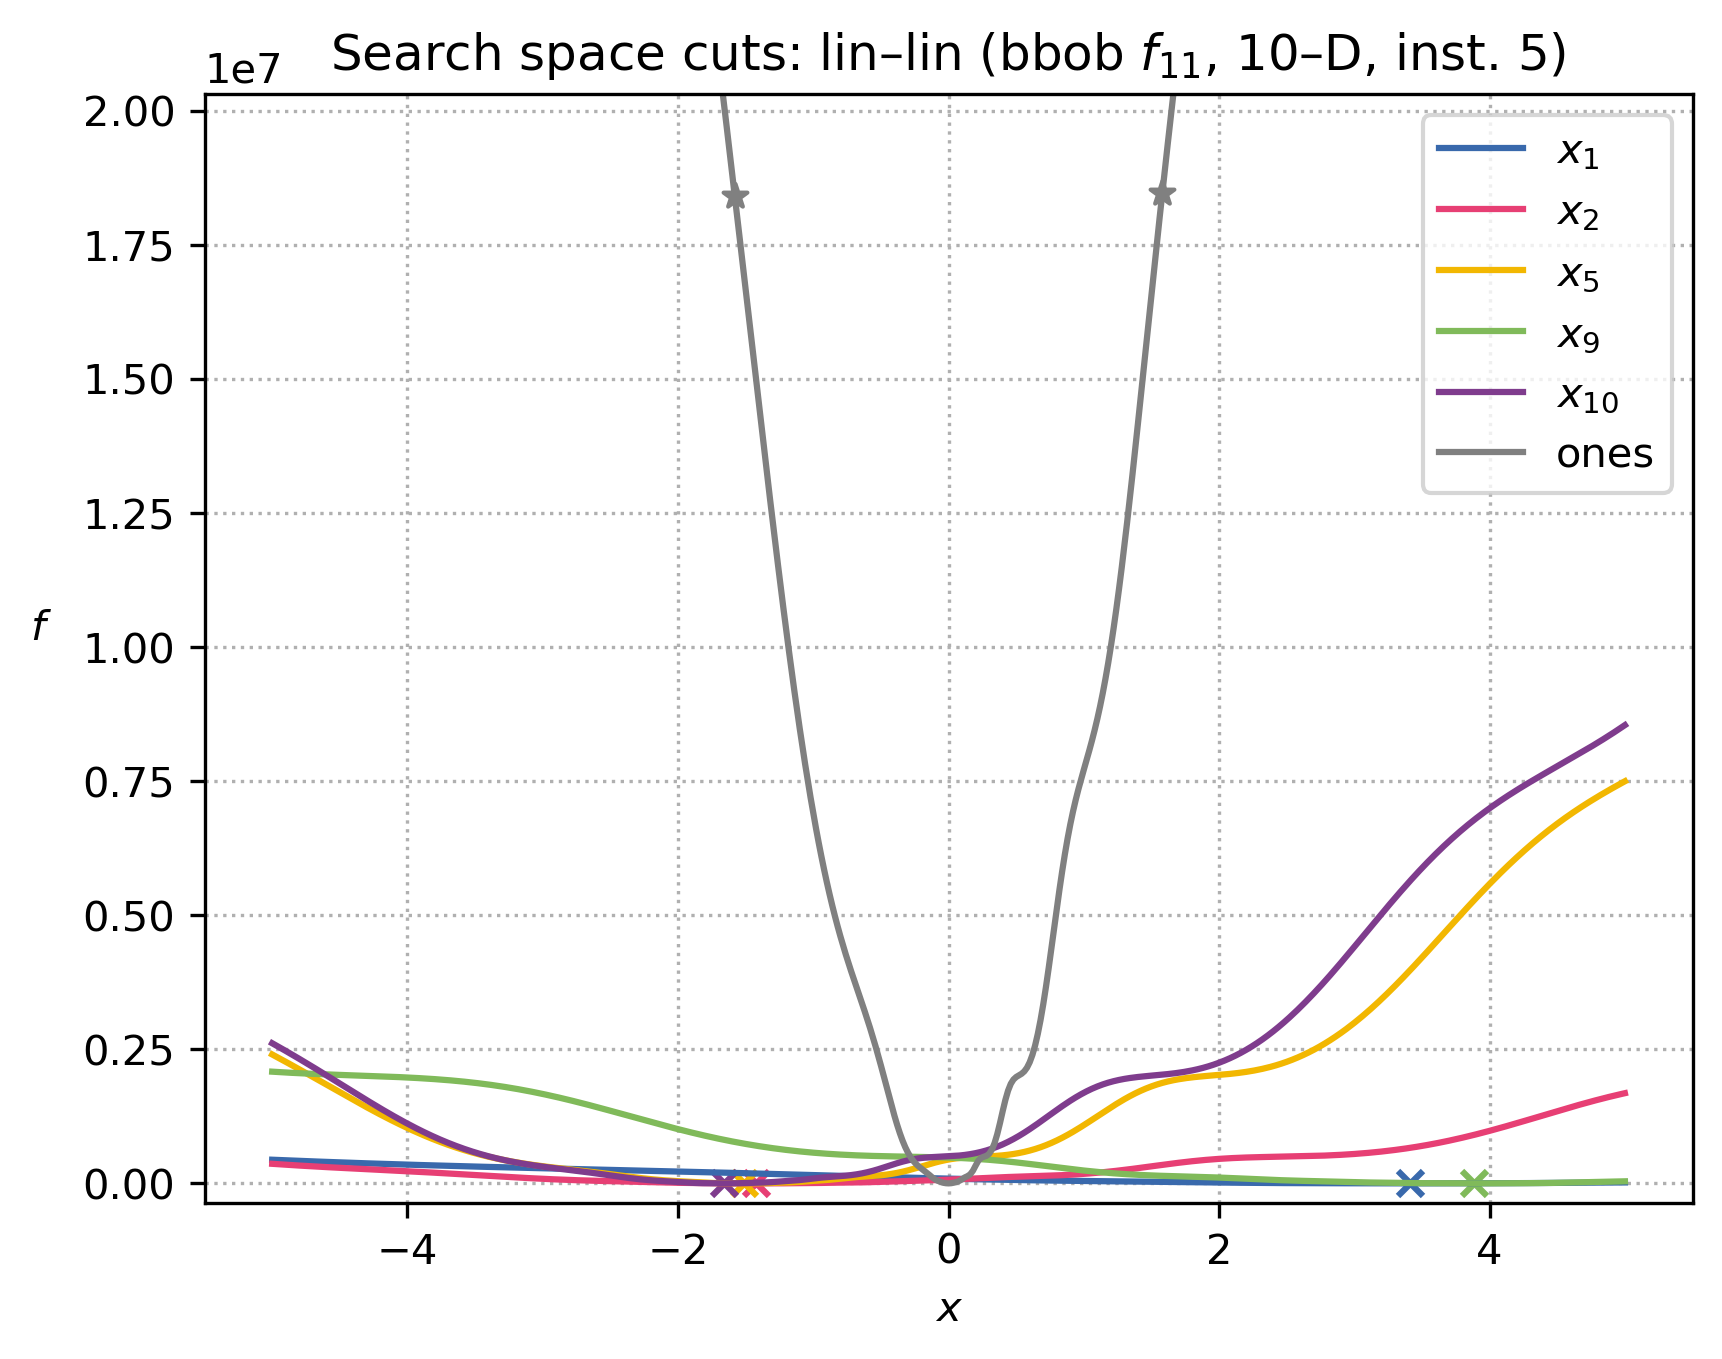 Search space cuts: lin–lin (bbob f₁₁, 10–D, inst. 5)
1e7
2.00
1.75
1.50
1.25
1.00
0.75
0.50
0.25
0.00
f
−4
−2
0
2
4
x
x₁
x₂
x₅
x₉
x₁₀
ones